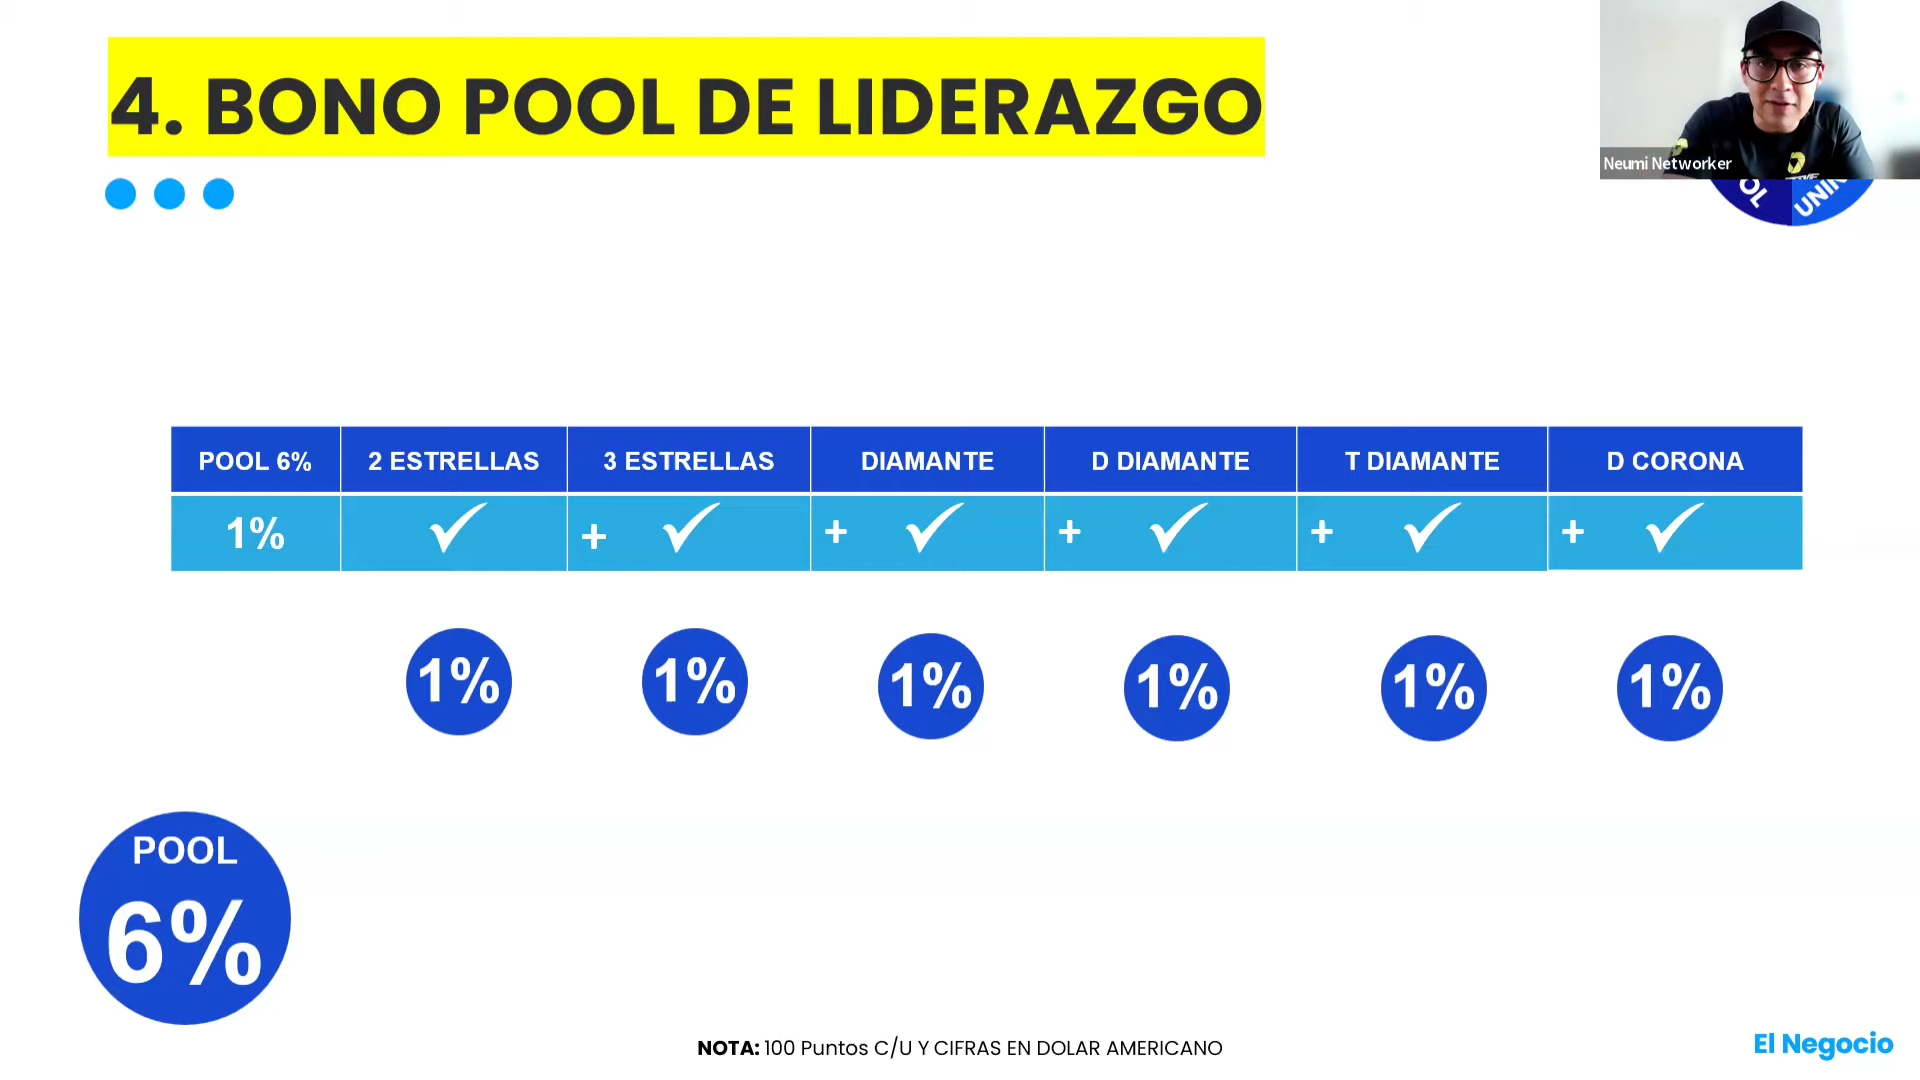 4. BONO POOL DE LIDERAZGO
Neumi Networker
OL
POOL 6% 2 ESTRELLAS 3 ESTRELLAS DIAMANTE D DIAMANTE T DIAMANTE D CORONA
1% ✓ + ✓ + ✓ + ✓ + ✓ + ✓
1% 1% 1% 1% 1% 1%
POOL
6%
NOTA: 100 Puntos C/U Y CIFRAS EN DOLAR AMERICANO
El Negocio